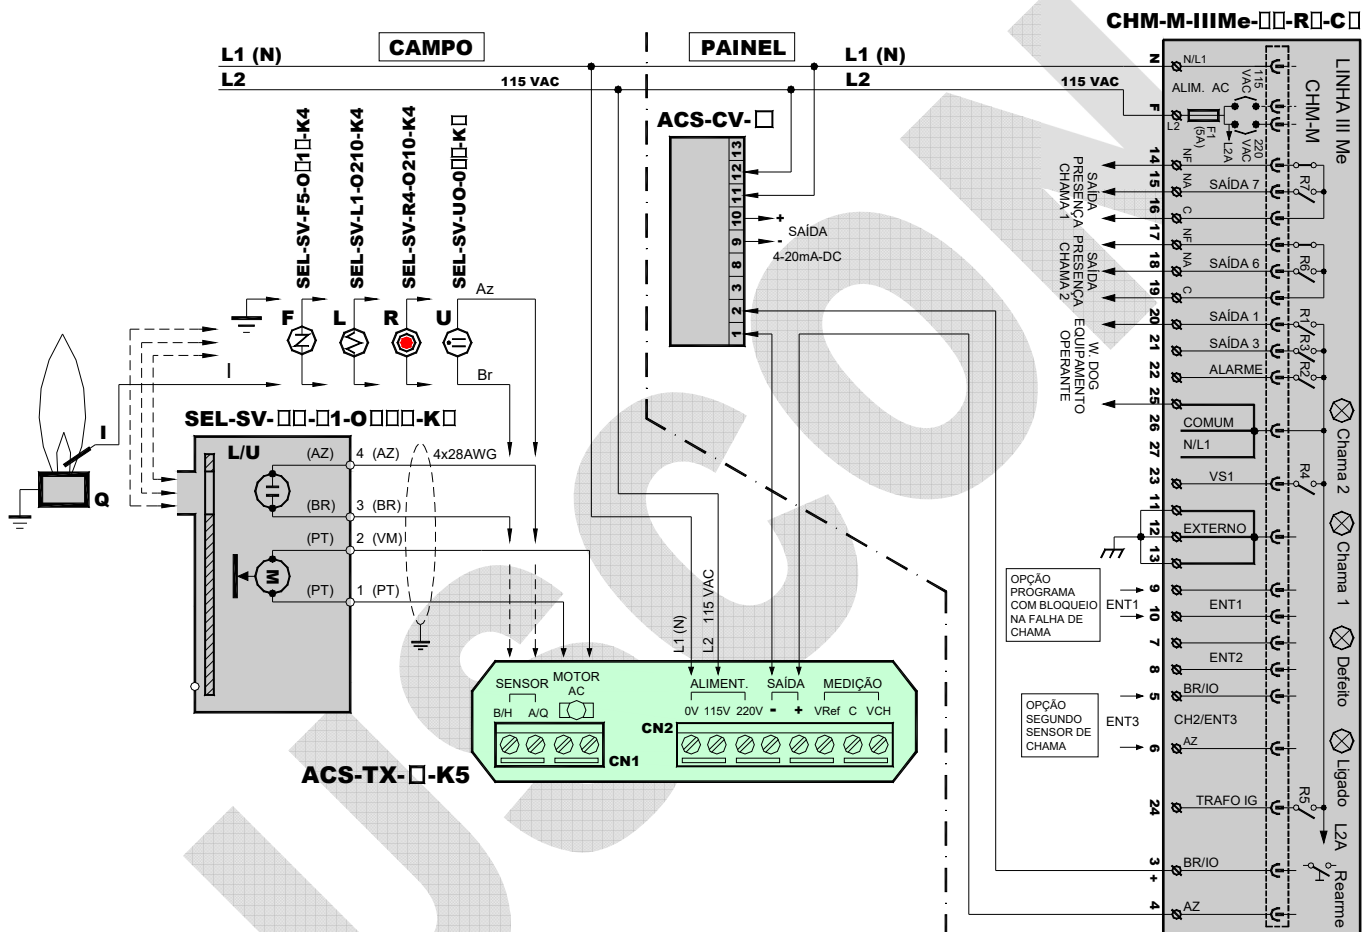 CHM-M-IIIMe-□□-R□-C□
CAMPO
PAINEL
L1 (N)
L1 (N)
L2
115 VAC
L2
115 VAC
SEL-SV-F5-O□1□-K4
SEL-SV-L1-O210-K4
SEL-SV-R4-O210-K4
SEL-SV-UO-0□□-K□
Az
F
L
R
U
Br
I
I
Q
ACS-CV-□
13
12
11
10
9
8
3
2
1
+
-
SAÍDA
4-20mA-DC
SEL-SV-□□-□1-O□□□-K□
L/U
(AZ) 4 (AZ)
4x28AWG
(BR) 3 (BR)
(PT) 2 (VM)
M
(PT) 1 (PT)
L1 (N)
L2 115 VAC
SENSOR
MOTOR
AC
B/H A/Q
CN1
ALIMENT.
SAÍDA
MEDIÇÃO
0V 115V 220V - + VRef C VCH
CN2
ACS-TX-□-K5
LINHA III Me
CHM-M
N
N/L1
ALIM. AC
115
VAC
F
L2
F1
(5A)
L2A
220
VAC
14
NF
15
NA
SAÍDA 7
R7
16
C
SAÍDA
PRESENÇA
CHAMA 1
17
NF
18
NA
SAÍDA 6
R6
19
C
SAÍDA
PRESENÇA
CHAMA 2
20
SAÍDA 1
R1
21
SAÍDA 3
R3
22
ALARME
R2
W. DOG
EQUIPAMENTO
OPERANTE
25
26
COMUM
27
N/L1
23
VS1
R4
11
12
EXTERNO
13
OPÇÃO
PROGRAMA
COM BLOQUEIO
NA FALHA DE
CHAMA
ENT1
9
10
ENT1
7
8
ENT2
OPÇÃO
SEGUNDO
SENSOR DE
CHAMA
ENT3
5
BR/IO
CH2/ENT3
6
AZ
24
TRAFO IG
R5
3
+
BR/IO
4
AZ
Chama 2
Chama 1
Defeito
Ligado
L2A
Rearme